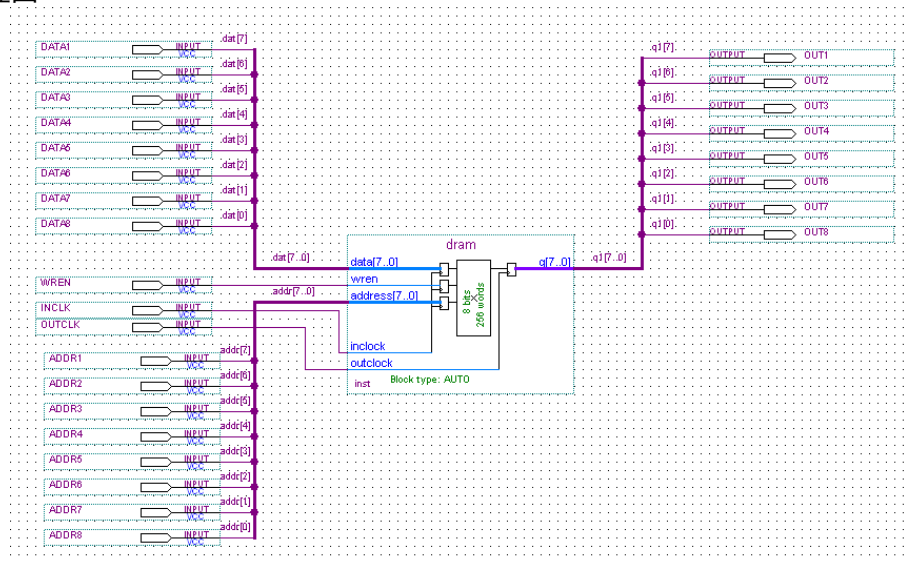 DATA1 INPUT VCC dat[7]
DATA2 INPUT VCC dat[6]
DATA3 INPUT VCC dat[5]
DATA4 INPUT VCC dat[4]
DATA5 INPUT VCC dat[3]
DATA6 INPUT VCC dat[2]
DATA7 INPUT VCC dat[1]
DATA8 INPUT VCC dat[0]
q1[7] OUTPUT OUT1
q1[6] OUTPUT OUT2
q1[5] OUTPUT OUT3
q1[4] OUTPUT OUT4
q1[3] OUTPUT OUT5
q1[2] OUTPUT OUT6
q1[1] OUTPUT OUT7
q1[0] OUTPUT OUT8
dram
dat[7..0] data[7..0] q[7..0] q1[7..0]
WREN INPUT VCC wren
addr[7..0] address[7..0]
8 bits
256 words
INCLK INPUT VCC
OUTCLK INPUT VCC
inclock
outclock
inst Block type: AUTO
ADDR1 INPUT VCC addr[7]
ADDR2 INPUT VCC addr[6]
ADDR3 INPUT VCC addr[5]
ADDR4 INPUT VCC addr[4]
ADDR5 INPUT VCC addr[3]
ADDR6 INPUT VCC addr[2]
ADDR7 INPUT VCC addr[1]
ADDR8 INPUT VCC addr[0]